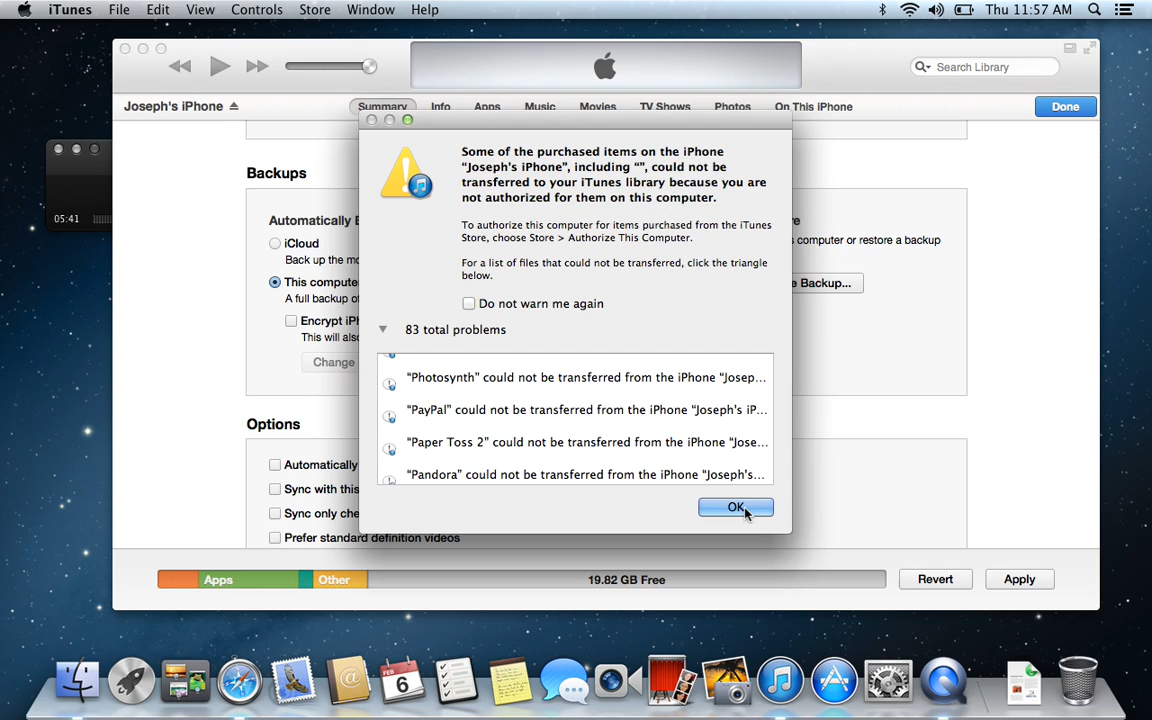 iTunes File Edit View Controls Store Window Help Thu 11:57 AM
Search Library
Joseph's iPhone Summary Info Apps Music Movies TV Shows Photos On This iPhone Done
Backups
Automatically
iCloud
Back up the mo
This compute
A full backup of
Encrypt iPh
This will als
Change
computer or restore a backup
Backup...
05:41
Some of the purchased items on the iPhone
“Joseph's iPhone”, including “”, could not be
transferred to your iTunes library because you are
not authorized for them on this computer.
To authorize this computer for items purchased from the iTunes
Store, choose Store > Authorize This Computer.
For a list of files that could not be transferred, click the triangle
below.
Do not warn me again
83 total problems
“Photosynth” could not be transferred from the iPhone “Josep...
“PayPal” could not be transferred from the iPhone “Joseph's iP...
“Paper Toss 2” could not be transferred from the iPhone “Jose...
“Pandora” could not be transferred from the iPhone “Joseph's...
OK
Options
Automatically
Sync with this
Sync only che
Prefer standard definition videos
Apps Other 19.82 GB Free Revert Apply
FEB
6